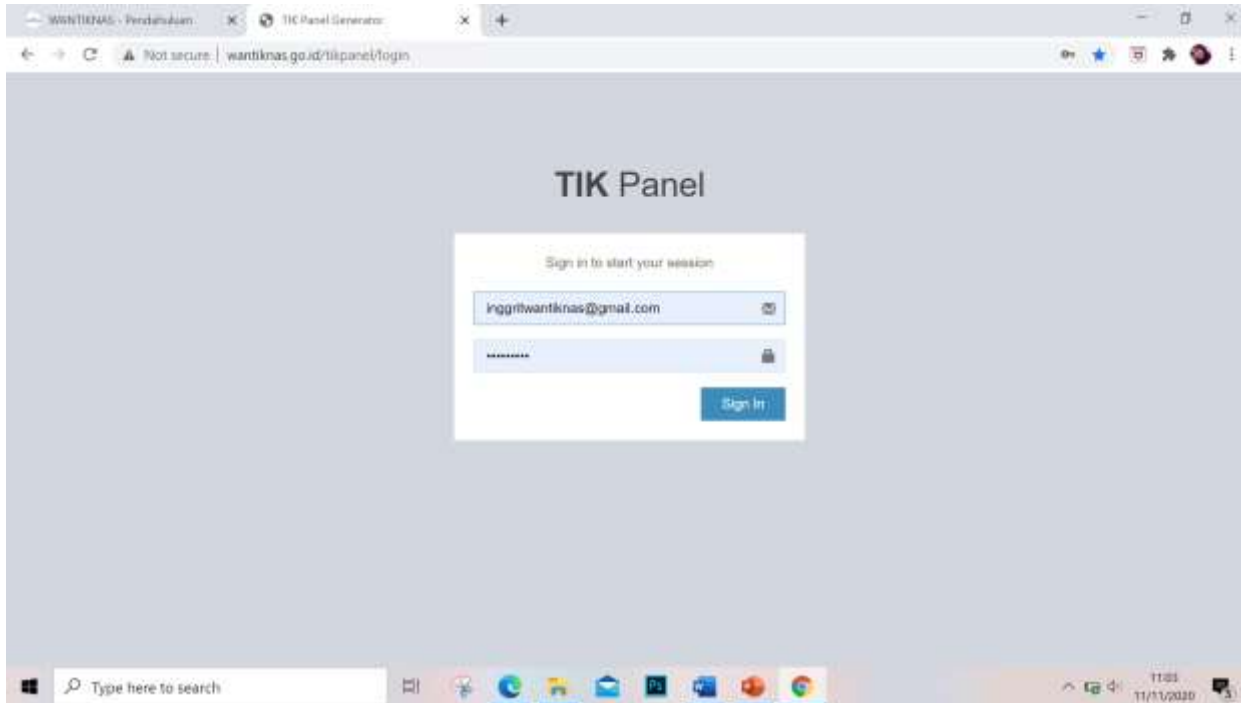 WANTIKNAS - Pendahuluan
TIK Panel Generator
Not secure | wantiknas.go.id/tikpanel/login
TIK Panel
Sign in to start your session
inggritwantiknas@gmail.com
Sign In
Type here to search
11:03
11/11/2020